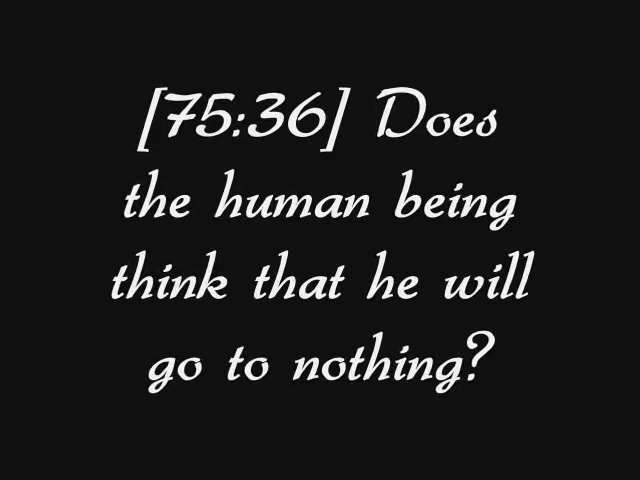 [75:36] Does
the human being
think that he will
go to nothing?